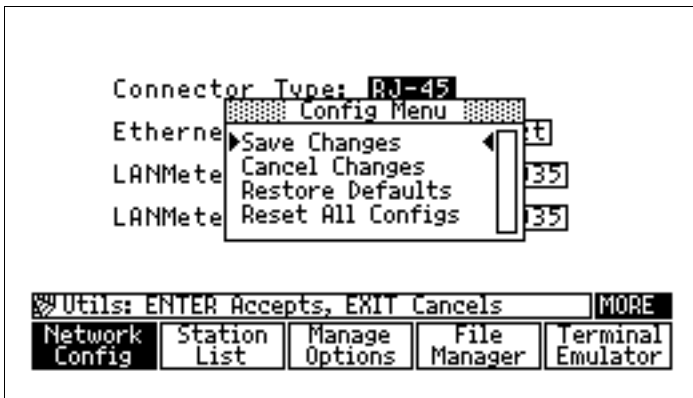 Connector Type: RJ-45
Config Menu
Save Changes
Cancel Changes
Restore Defaults
Reset All Configs
Utils: ENTER Accepts, EXIT Cancels MORE
Network Config
Station List
Manage Options
File Manager
Terminal Emulator